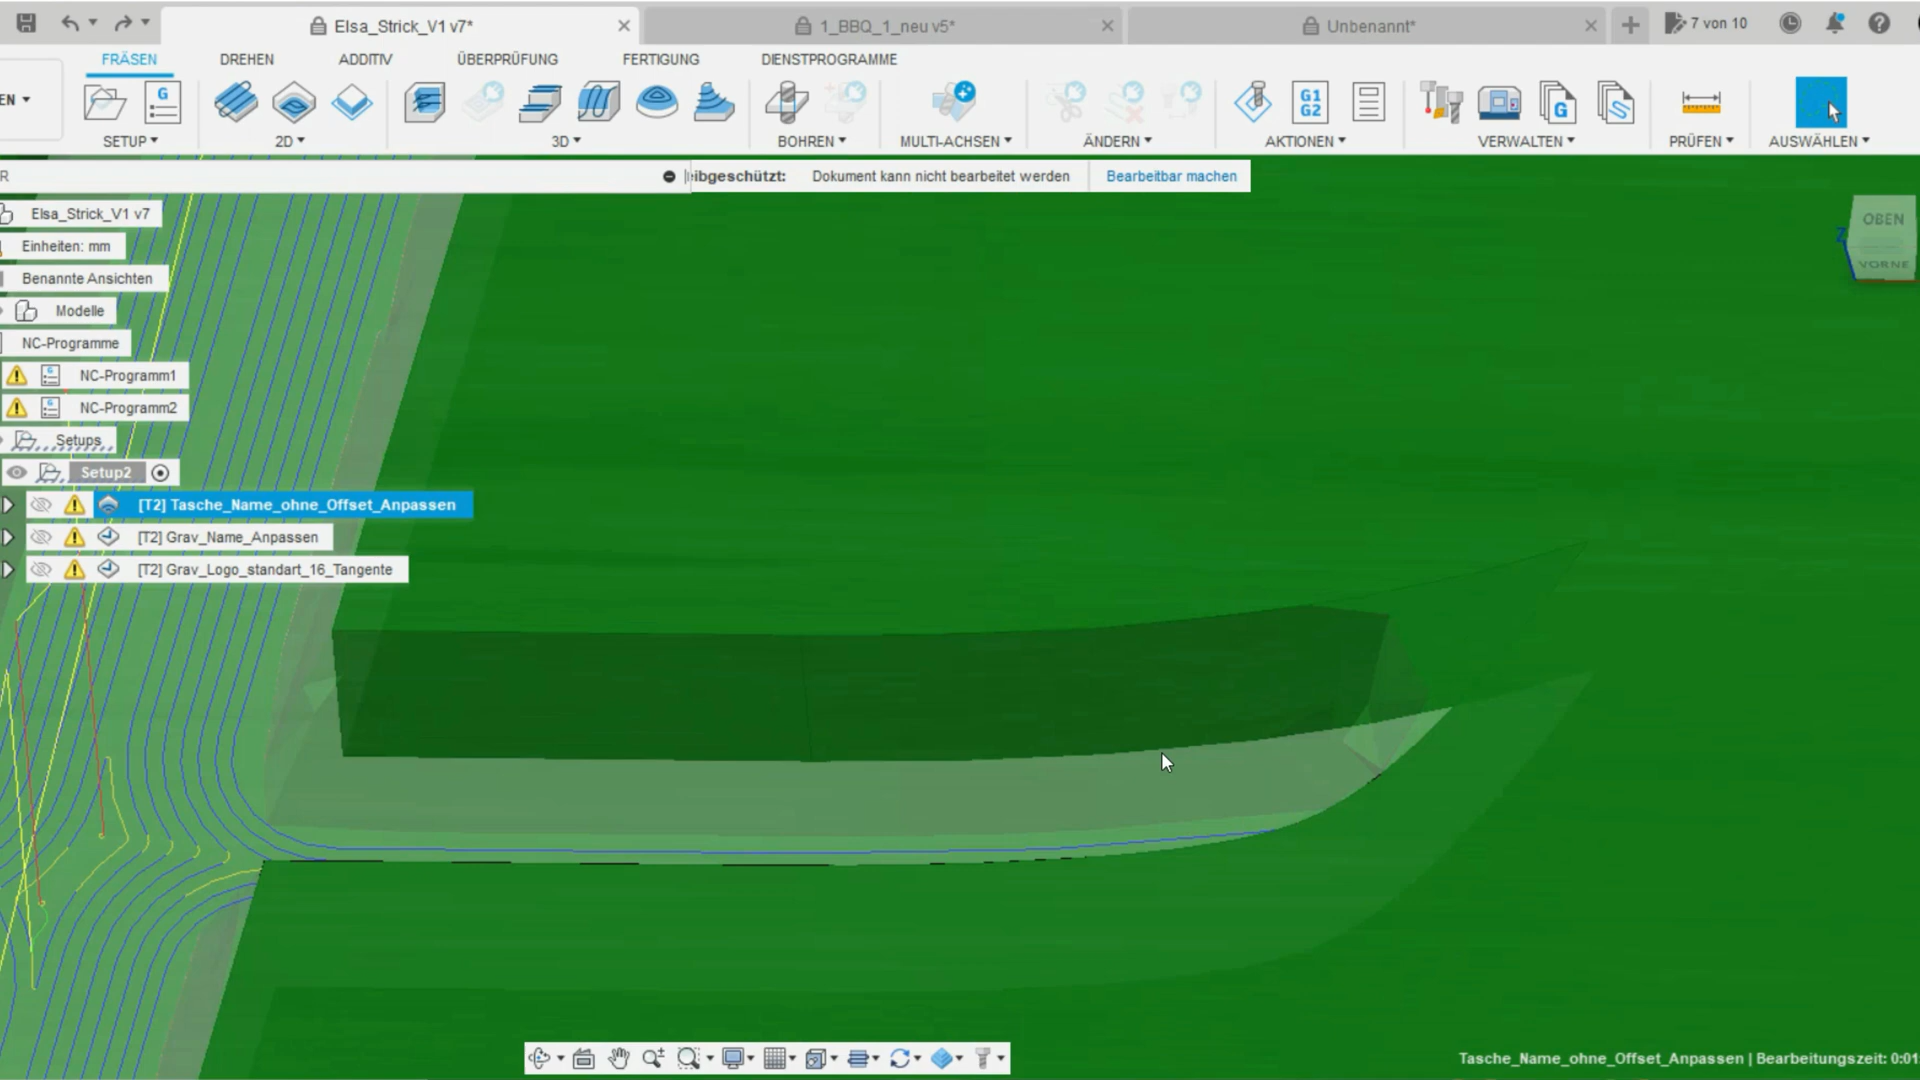 Elsa_Strick_V1 v7*
1_BBQ_1_neu v5*
Unbenannt*
7 von 10
FRÄSEN
DREHEN
ADDITIV
ÜBERPRÜFUNG
FERTIGUNG
DIENSTPROGRAMME
EN
G
G1
G2
G
SETUP
2D
3D
BOHREN
MULTI-ACHSEN
ÄNDERN
AKTIONEN
VERWALTEN
PRÜFEN
AUSWÄHLEN
R
ibgeschützt:
Dokument kann nicht bearbeitet werden
Bearbeitbar machen
Elsa_Strick_V1 v7
Einheiten: mm
Benannte Ansichten
Modelle
NC-Programme
NC-Programm1
NC-Programm2
Setups
Setup2
[T2] Tasche_Name_ohne_Offset_Anpassen
[T2] Grav_Name_Anpassen
[T2] Grav_Logo_standart_16_Tangente
OBEN
Z
VORNE
Tasche_Name_ohne_Offset_Anpassen | Bearbeitungszeit: 0:01: